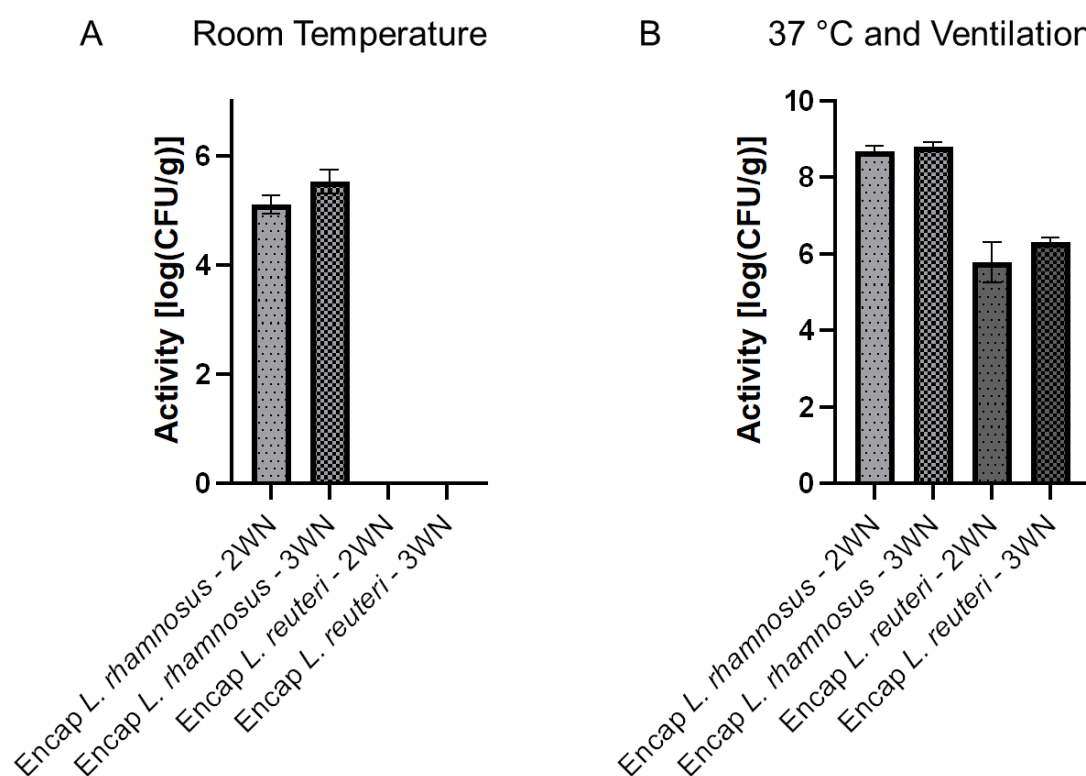 A
Room Temperature
Activity [log(CFU/g)]
6
4
2
0
Encap L. rhamnosus - 2WN
Encap L. rhamnosus - 3WN
Encap L. reuteri - 2WN
Encap L. reuteri - 3WN
B
37 °C and Ventilation
Activity [log(CFU/g)]
10
8
6
4
2
0
Encap L. rhamnosus - 2WN
Encap L. rhamnosus - 3WN
Encap L. reuteri - 2WN
Encap L. reuteri - 3WN